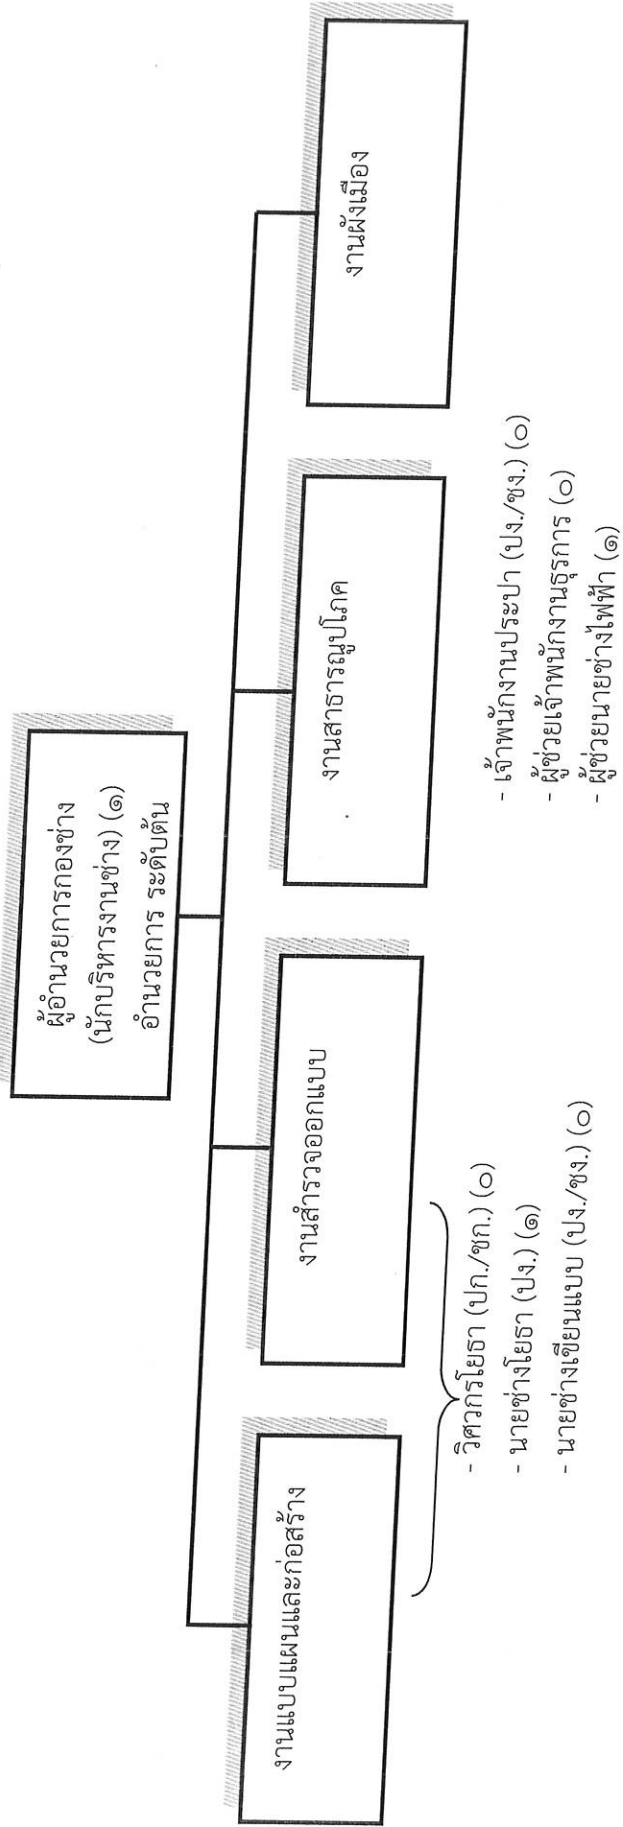 ผู้อำนวยการกองช่าง
(นักบริหารงานช่าง) (๑)
อำนวยการ ระดับต้น
งานแบบแผนและก่อสร้าง
งานสำรวจออกแบบ
งานสาธารณูปโภค
งานผังเมือง
- วิศวกรโยธา (ปก./ชก.) (๐)
- นายช่างโยธา (ปง.) (๑)
- นายช่างเขียนแบบ (ปง./ชง.) (๐)
- เจ้าพนักงานประปา (ปง./ชง.) (๐)
- ผู้ช่วยเจ้าพนักงานธุรการ (๐)
- ผู้ช่วยนายช่างไฟฟ้า (๑)